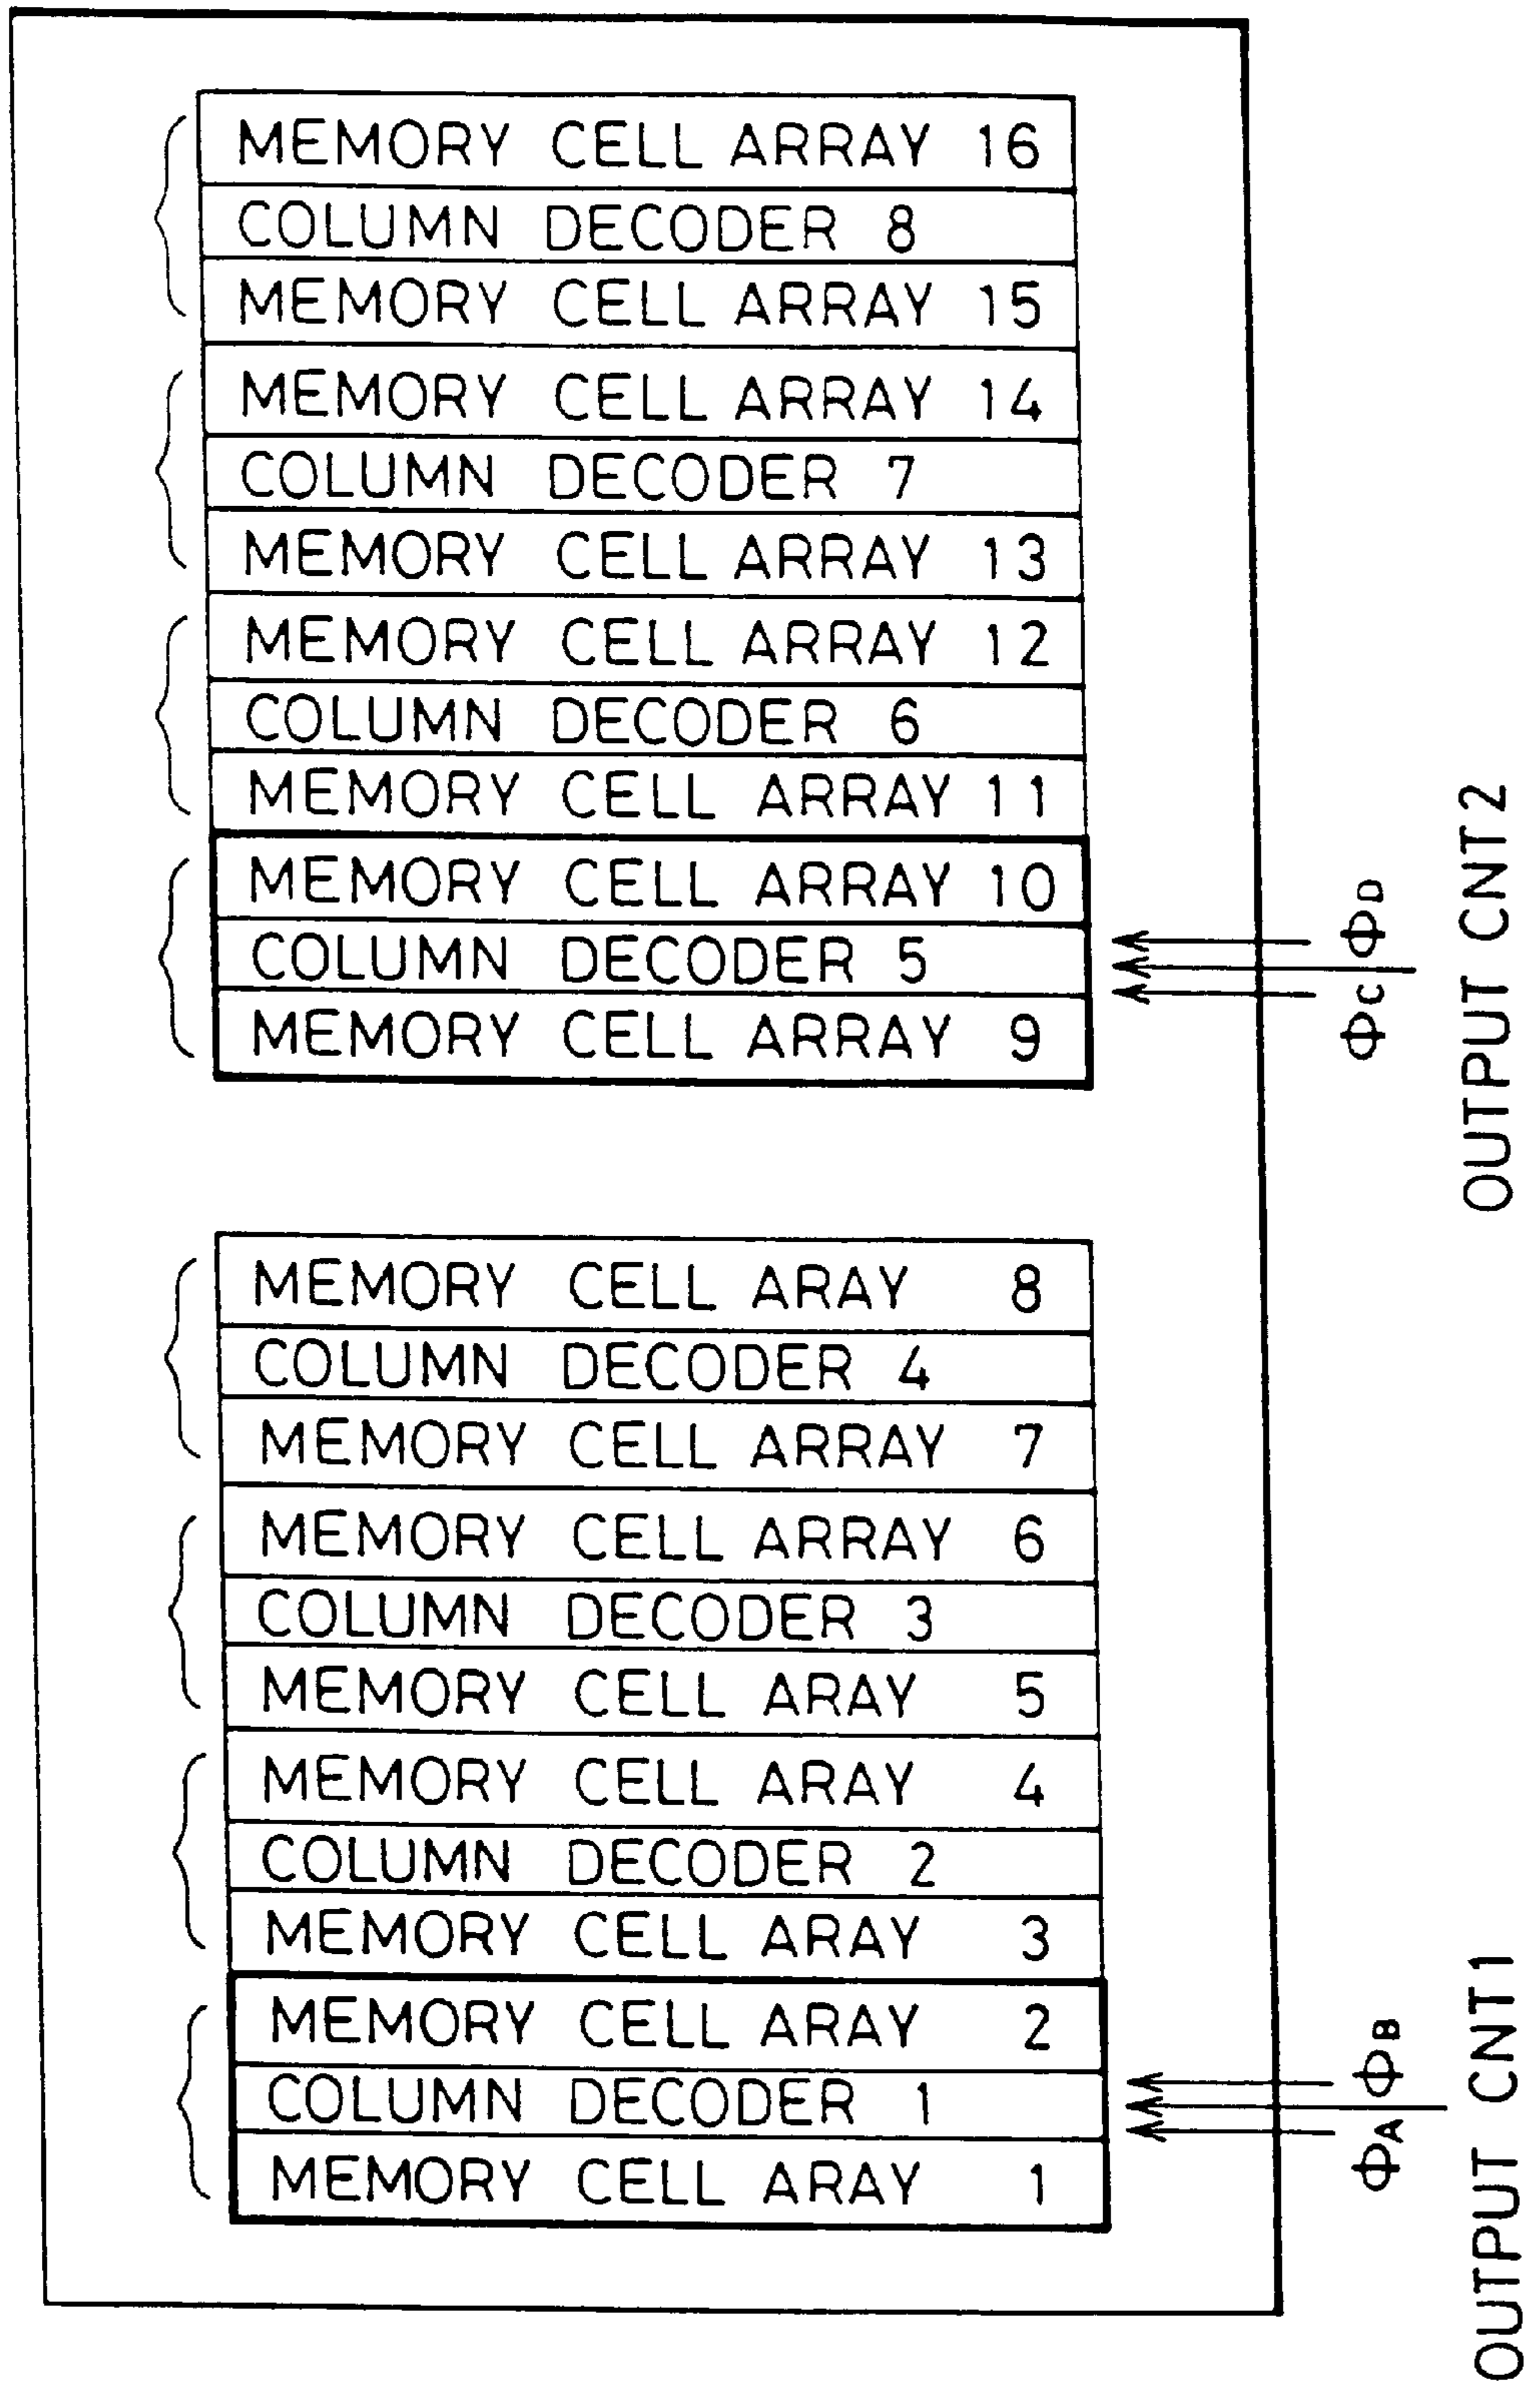 MEMORY CELL ARRAY 16
COLUMN DECODER 8
MEMORY CELL ARRAY 15
MEMORY CELL ARRAY 14
COLUMN DECODER 7
MEMORY CELL ARRAY 13
MEMORY CELL ARRAY 12
COLUMN DECODER 6
MEMORY CELL ARRAY 11
MEMORY CELL ARRAY 10
COLUMN DECODER 5
MEMORY CELL ARRAY 9
ΦC ΦD
OUTPUT CNT2
MEMORY CELL ARAY 8
COLUMN DECODER 4
MEMORY CELL ARRAY 7
MEMORY CELL ARRAY 6
COLUMN DECODER 3
MEMORY CELL ARAY 5
MEMORY CELL ARAY 4
COLUMN DECODER 2
MEMORY CELL ARAY 3
MEMORY CELL ARAY 2
COLUMN DECODER 1
MEMORY CELL ARAY 1
ΦA ΦB
OUTPUT CNT1